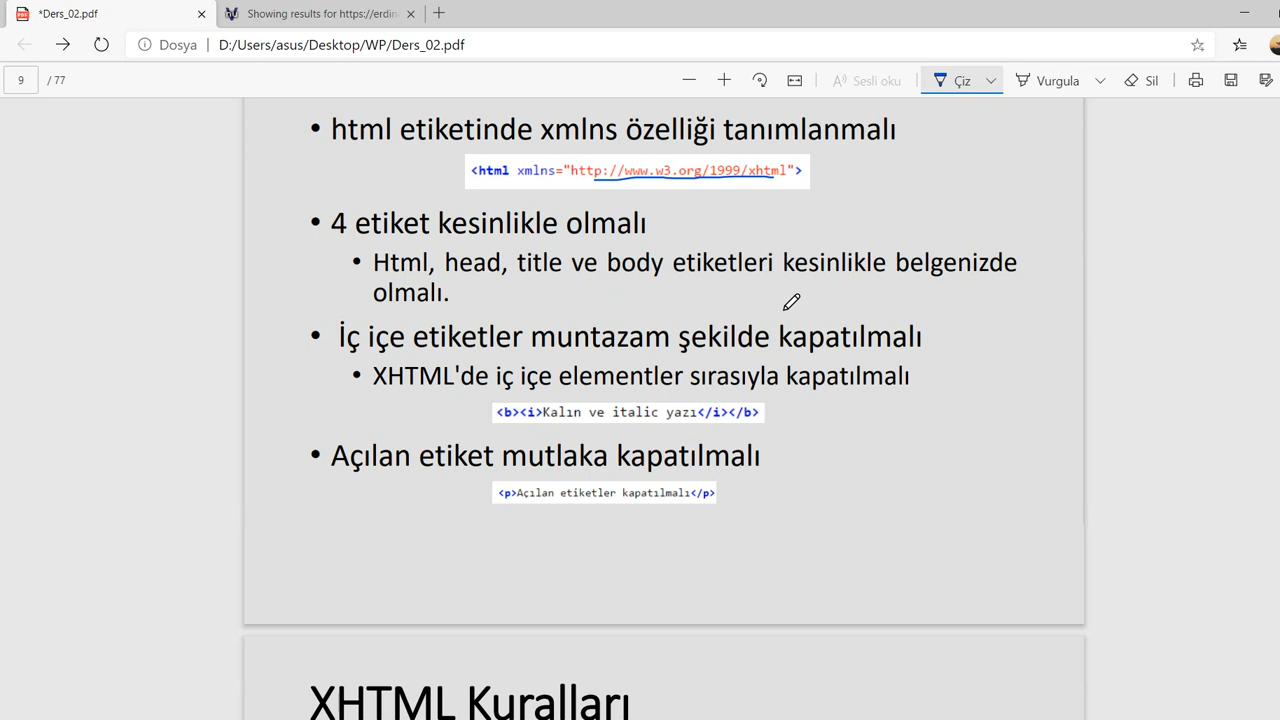 *Ders_02.pdf
Showing results for https://erdin
Dosya | D:/Users/asus/Desktop/WP/Ders_02.pdf
9 / 77
Sesli oku
Çiz
Vurgula
Sil
• html etiketinde xmlns özelliği tanımlanmalı
<html xmlns="http://www.w3.org/1999/xhtml">
• 4 etiket kesinlikle olmalı
• Html, head, title ve body etiketleri kesinlikle belgenizde
olmalı.
• İç içe etiketler muntazam şekilde kapatılmalı
• XHTML'de iç içe elementler sırasıyla kapatılmalı
<b><i>Kalın ve italic yazı</i></b>
• Açılan etiket mutlaka kapatılmalı
<p>Açılan etiketler kapatılmalı</p>
XHTML Kuralları